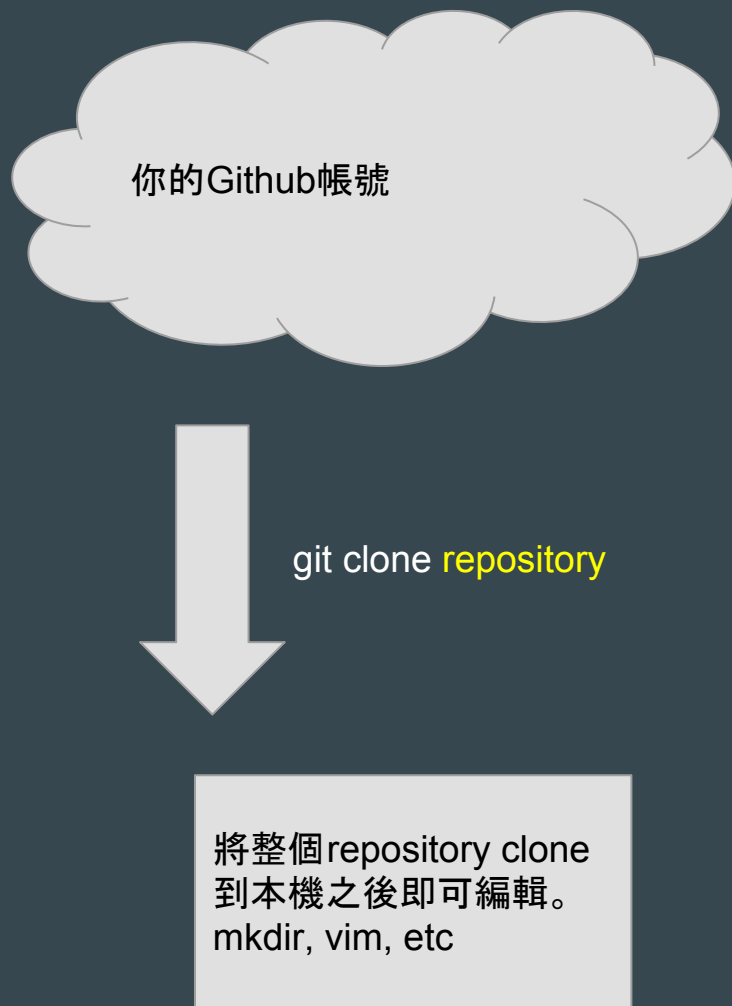 你的Github帳號
git clone repository
將整個repository clone
到本機之後即可編輯。
mkdir, vim, etc